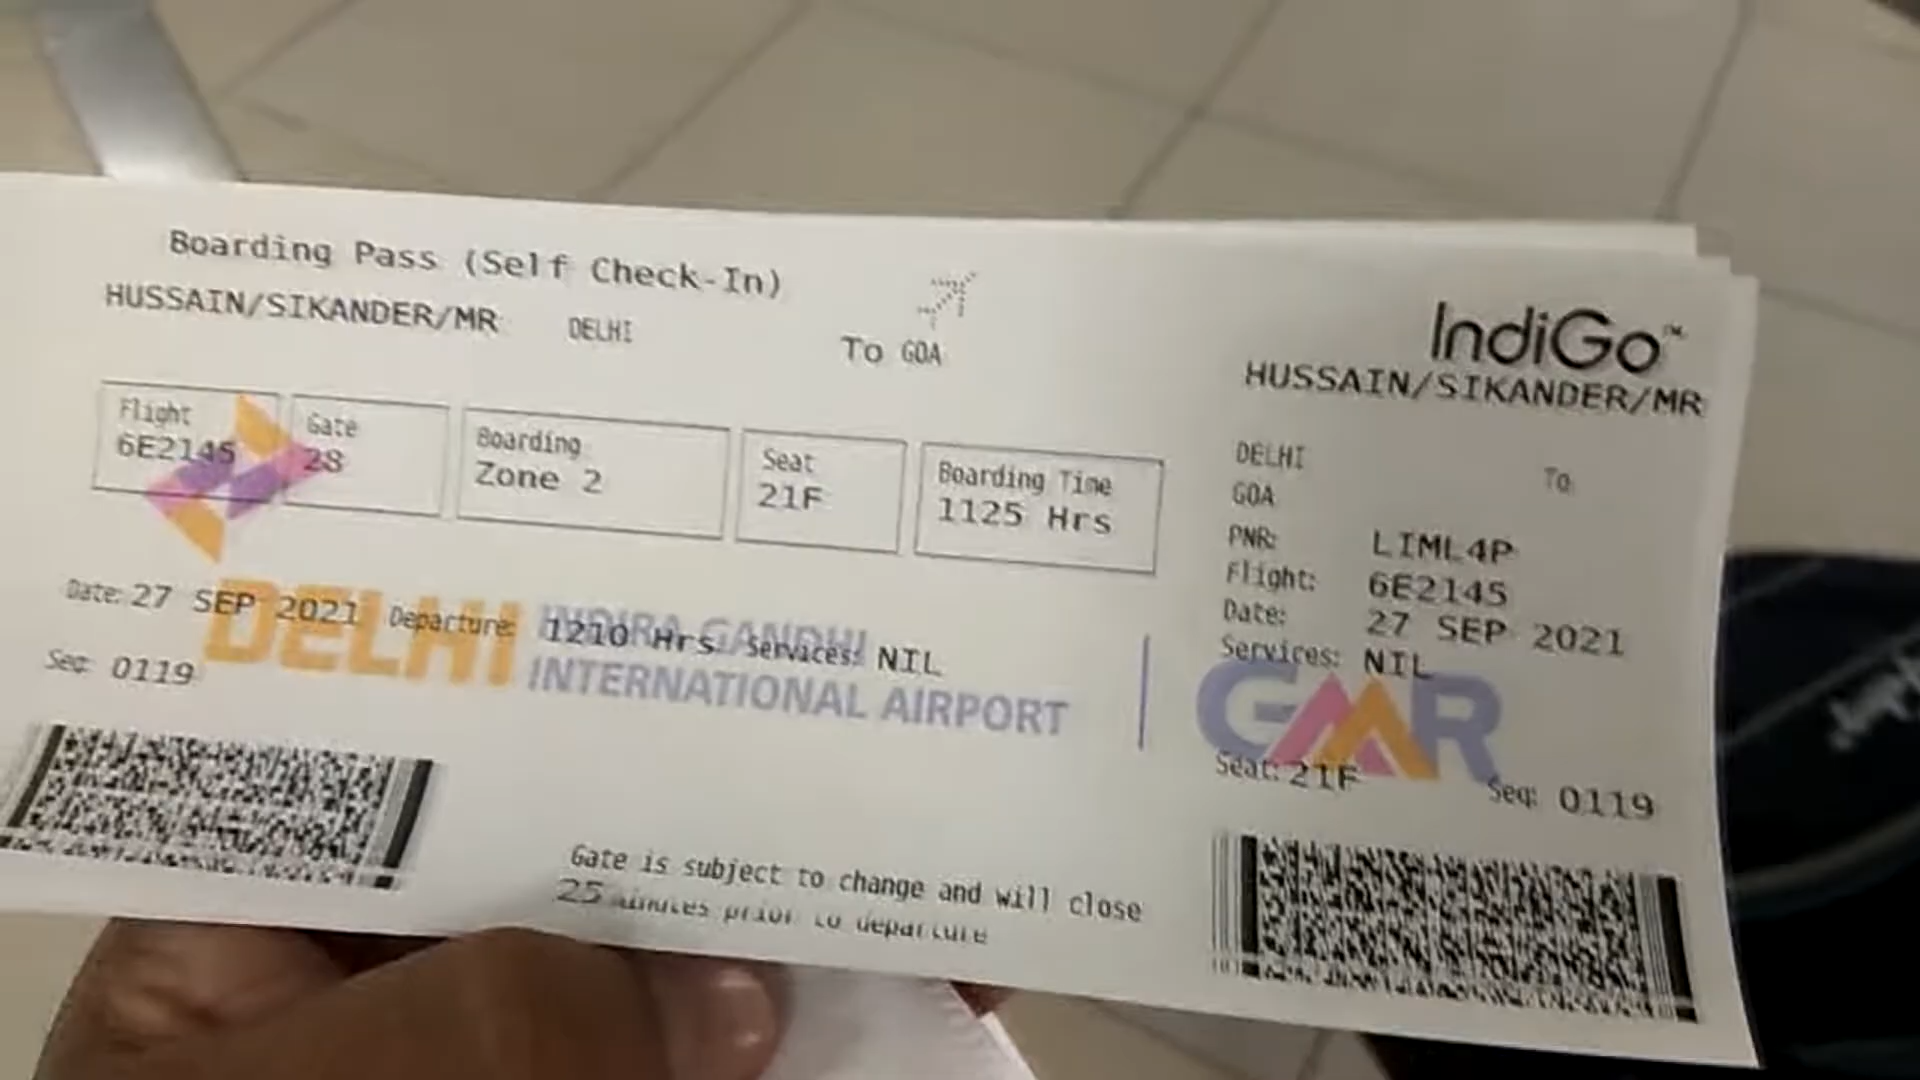 Boarding Pass (Self Check-In)
HUSSAIN/SIKANDER/MR DELHI To GOA
Flight
6E2145
Gate
28
Boarding
Zone 2
Seat
21F
Boarding Time
1125 Hrs
Date: 27 SEP 2021 Departure: 1210 Hrs Services: NIL
Seq: 0119
DELHI INDIRA GANDHI
INTERNATIONAL AIRPORT
GMR
Gate is subject to change and will close
25 minutes prior to departure
IndiGo™
HUSSAIN/SIKANDER/MR
DELHI To
GOA
PNR: LIML4P
Flight: 6E2145
Date: 27 SEP 2021
Services: NIL
Seat: 21F Seq: 0119